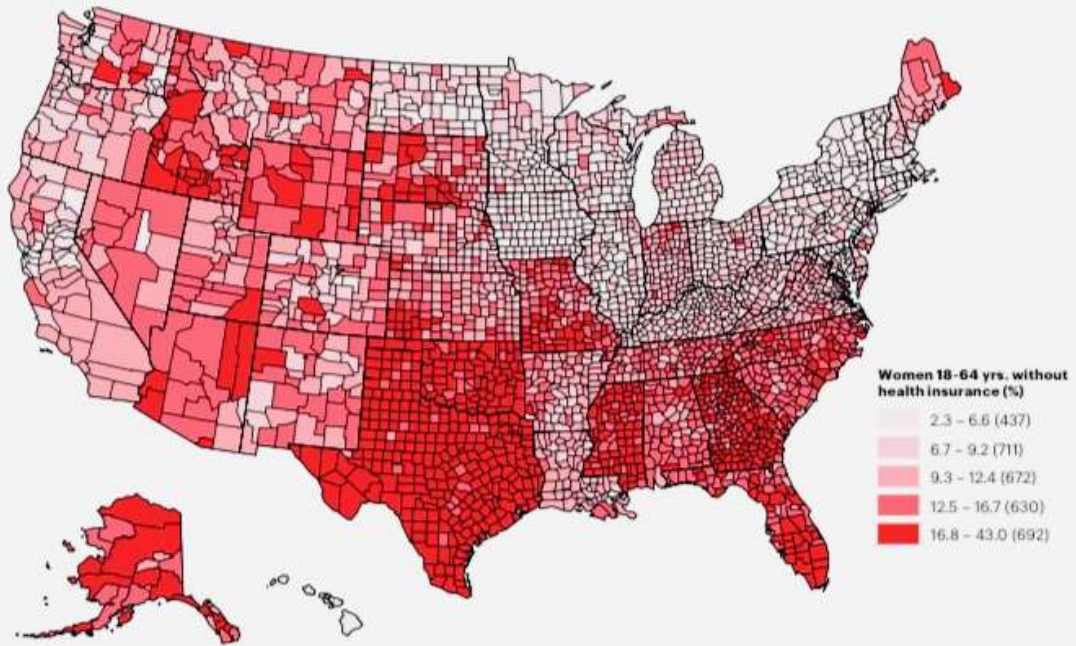 Women 18-64 yrs. without
health insurance (%)
2.3 – 6.6 (437)
6.7 – 9.2 (711)
9.3 – 12.4 (672)
12.5 – 16.7 (630)
16.8 – 43.0 (692)